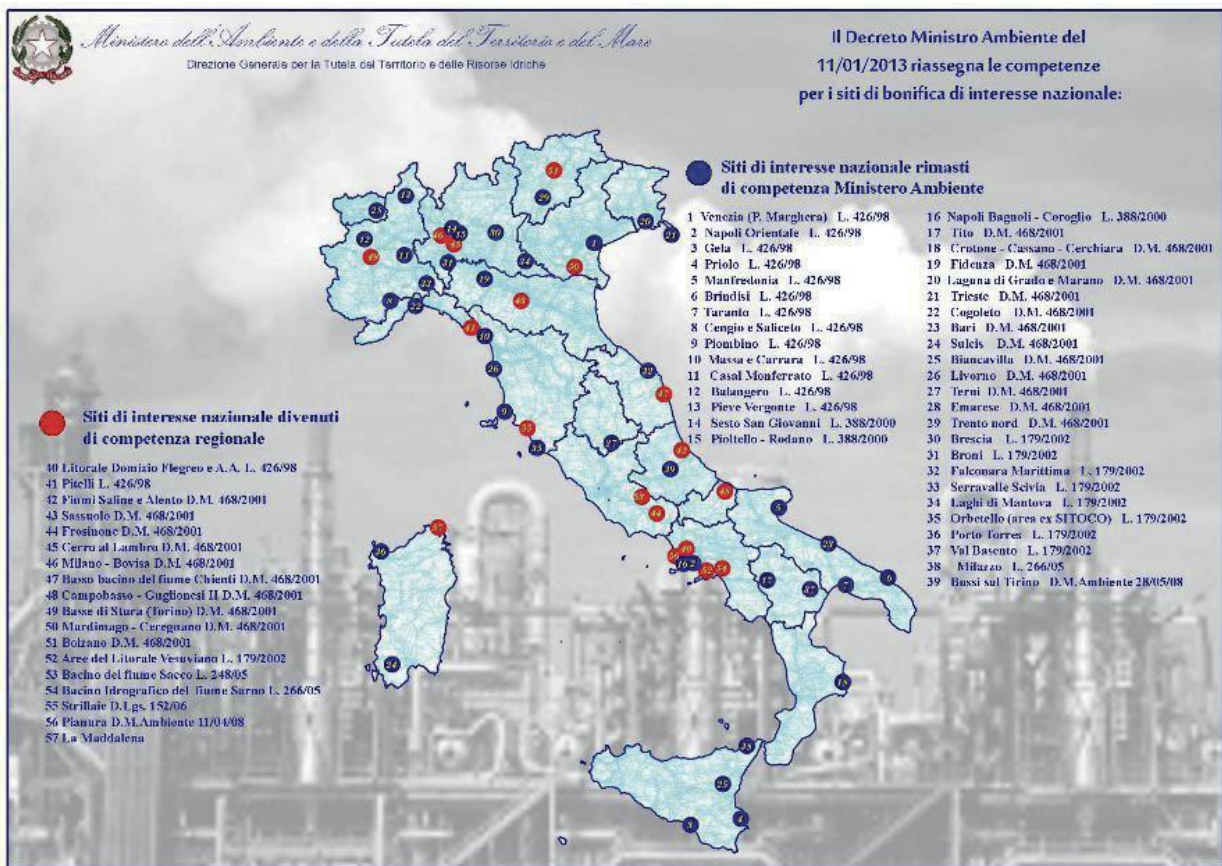 Ministero dell'Ambiente e della Tutela del Territorio e del Mare
Direzione Generale per la Tutela del Territorio e delle Risorse Idriche
Il Decreto Ministro Ambiente del
11/01/2013 riassegna le competenze
per i siti di bonifica di interesse nazionale:
Siti di interesse nazionale rimasti
di competenza Ministero Ambiente
1 Venezia (P. Marghera) L. 426/98
2 Napoli Orientale L. 426/98
3 Gela L. 426/98
4 Priolo L. 426/98
5 Manfredonia L. 426/98
6 Brindisi L. 426/98
7 Taranto L. 426/98
8 Cengio e Saliceto L. 426/98
9 Piombino L. 426/98
10 Massa e Carrara L. 426/98
11 Casal Monferrato L. 426/98
12 Balangero L. 426/98
13 Pieve Vergonte L. 426/98
14 Sesto San Giovanni L. 388/2000
15 Pioltello - Rodano L. 388/2000
16 Napoli Bagnoli - Coroglio L. 388/2000
17 Tito D.M. 468/2001
18 Crotone - Cassano - Cerchiara D.M. 468/2001
19 Fidenza D.M. 468/2001
20 Laguna di Grado e Marano D.M. 468/2001
21 Trieste D.M. 468/2001
22 Cogoleto D.M. 468/2001
23 Bari D.M. 468/2001
24 Sulcis D.M. 468/2001
25 Biancavilla D.M. 468/2001
26 Livorno D.M. 468/2001
27 Terni D.M. 468/2001
28 Emarese D.M. 468/2001
29 Trento nord D.M. 468/2001
30 Brescia L. 179/2002
31 Broni L. 179/2002
32 Falconara Marittima L. 179/2002
33 Serravalle Scivia L. 179/2002
34 Laghi di Mantova L. 179/2002
35 Orbetello (area ex SITOCO) L. 179/2002
36 Porto Torres L. 179/2002
37 Val Basento L. 179/2002
38 Milazzo L. 266/05
39 Bussi sul Tirino D.M.Ambiente 28/05/08
Siti di interesse nazionale divenuti
di competenza regionale
40 Litorale Domizio Flegreo e A.A. L. 426/98
41 Pitelli L. 426/98
42 Fiumi Saline e Alento D.M. 468/2001
43 Sassuolo D.M. 468/2001
44 Frosinone D.M. 468/2001
45 Cerro al Lambro D.M. 468/2001
46 Milano - Bovisa D.M. 468/2001
47 Basso bacino del fiume Chienti D.M. 468/2001
48 Campobasso - Guglionesi II D.M. 468/2001
49 Basse di Stura (Torino) D.M. 468/2001
50 Mardimago - Ceregnano D.M. 468/2001
51 Bolzano D.M. 468/2001
52 Aree del Litorale Vesuviano L. 179/2002
53 Bacino del fiume Sacco L. 248/05
54 Bacino Idrografico del fiume Sarno L. 266/05
55 Strillaie D.Lgs. 152/06
56 Pianura D.M.Ambiente 11/04/08
57 La Maddalena